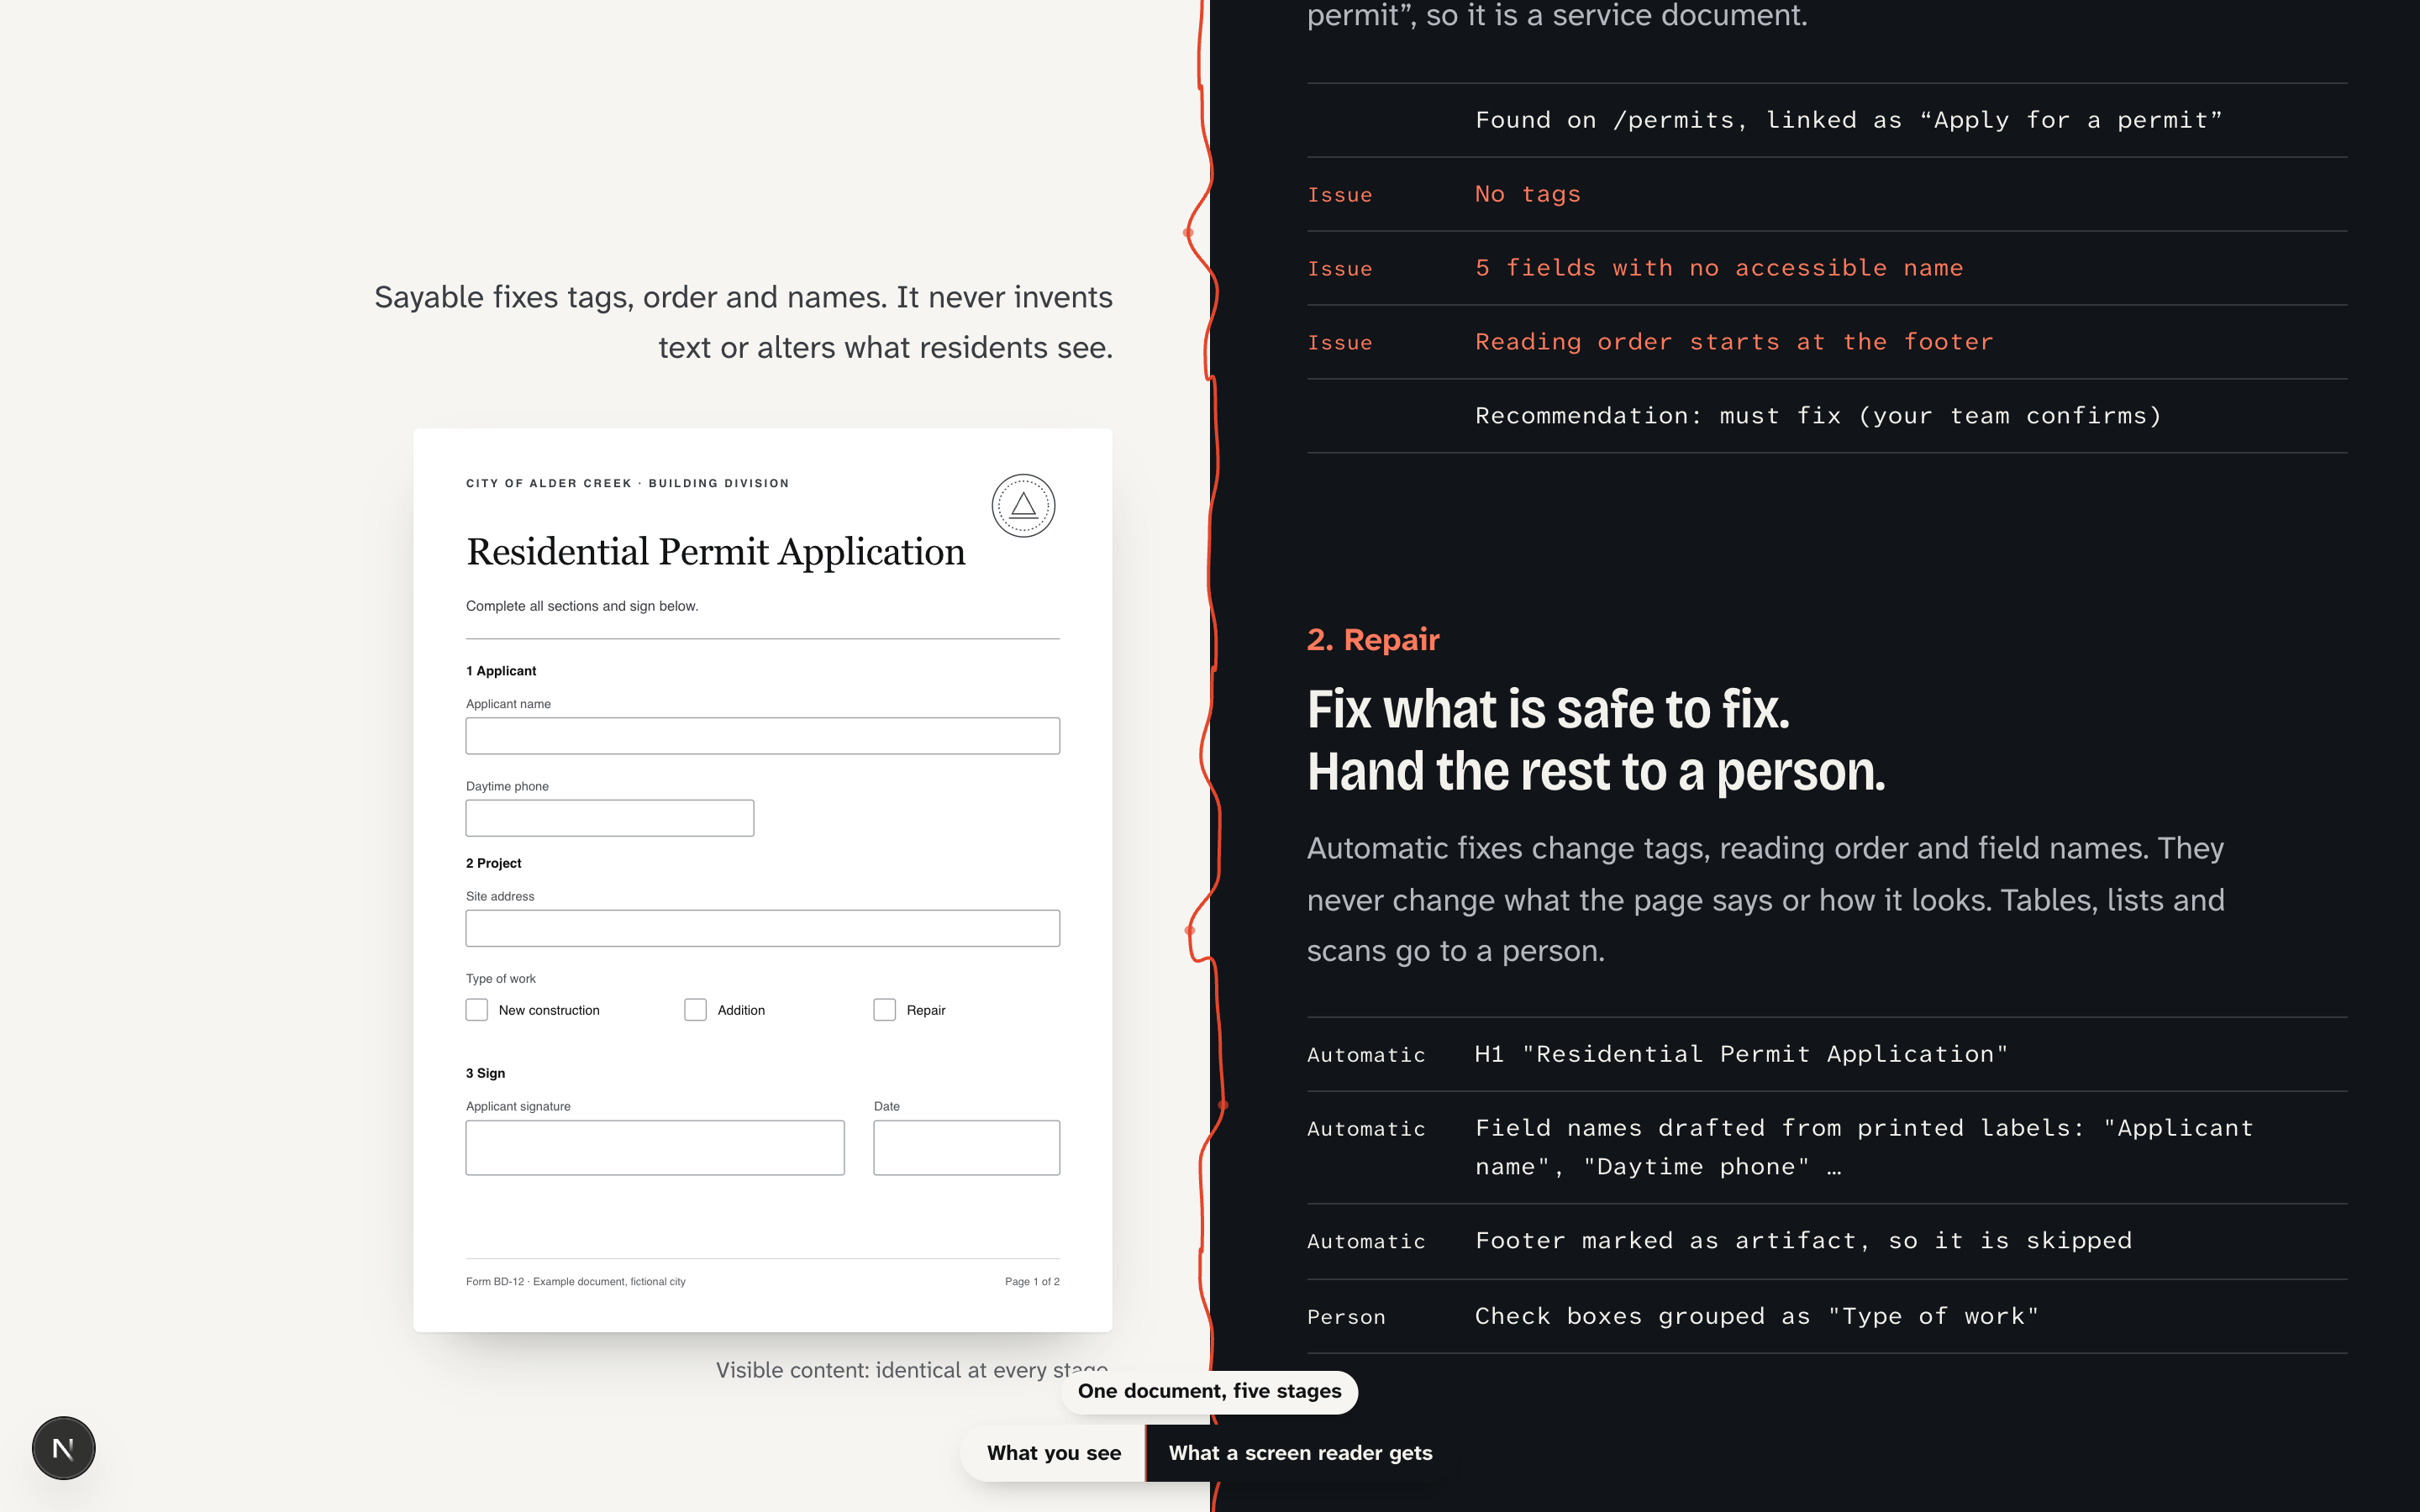 Sayable fixes tags, order and names. It never invents
text or alters what residents see.
CITY OF ALDER CREEK · BUILDING DIVISION
Residential Permit Application
Complete all sections and sign below.
1 Applicant
Applicant name
Daytime phone
2 Project
Site address
Type of work
New construction
Addition
Repair
3 Sign
Applicant signature
Date
Form BD-12 · Example document, fictional city
Page 1 of 2
Visible content: identical at every stage.
permit”, so it is a service document.
Found on /permits, linked as “Apply for a permit”
Issue No tags
Issue 5 fields with no accessible name
Issue Reading order starts at the footer
Recommendation: must fix (your team confirms)
2. Repair
Fix what is safe to fix.
Hand the rest to a person.
Automatic fixes change tags, reading order and field names. They
never change what the page says or how it looks. Tables, lists and
scans go to a person.
Automatic H1 "Residential Permit Application"
Automatic Field names drafted from printed labels: "Applicant
name", "Daytime phone" …
Automatic Footer marked as artifact, so it is skipped
Person Check boxes grouped as "Type of work"
One document, five stages
What you see
What a screen reader gets
N